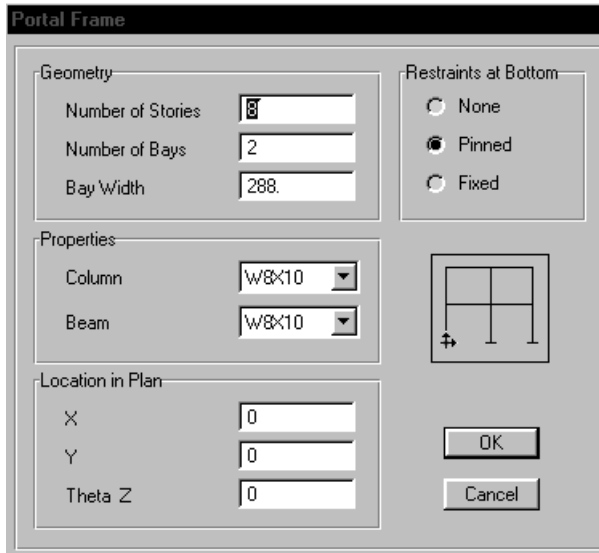 Portal Frame
Geometry
Number of Stories 8
Number of Bays 2
Bay Width 288.
Restraints at Bottom
None
Pinned
Fixed
Properties
Column W8X10
Beam W8X10
Location in Plan
X 0
Y 0
Theta Z 0
OK
Cancel